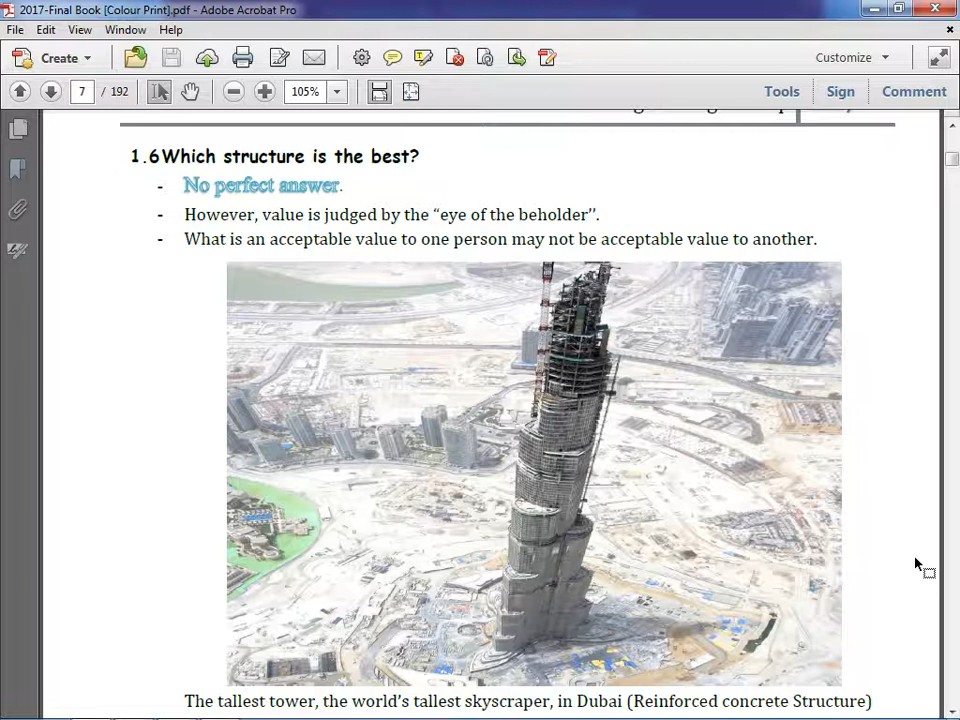 2017-Final Book [Colour Print].pdf - Adobe Acrobat Pro
File Edit View Window Help
Create Customize
7 / 192 105% Tools Sign Comment
1.6Which structure is the best?
- No perfect answer.
- However, value is judged by the “eye of the beholder’’.
- What is an acceptable value to one person may not be acceptable value to another.
The tallest tower, the world’s tallest skyscraper, in Dubai (Reinforced concrete Structure)